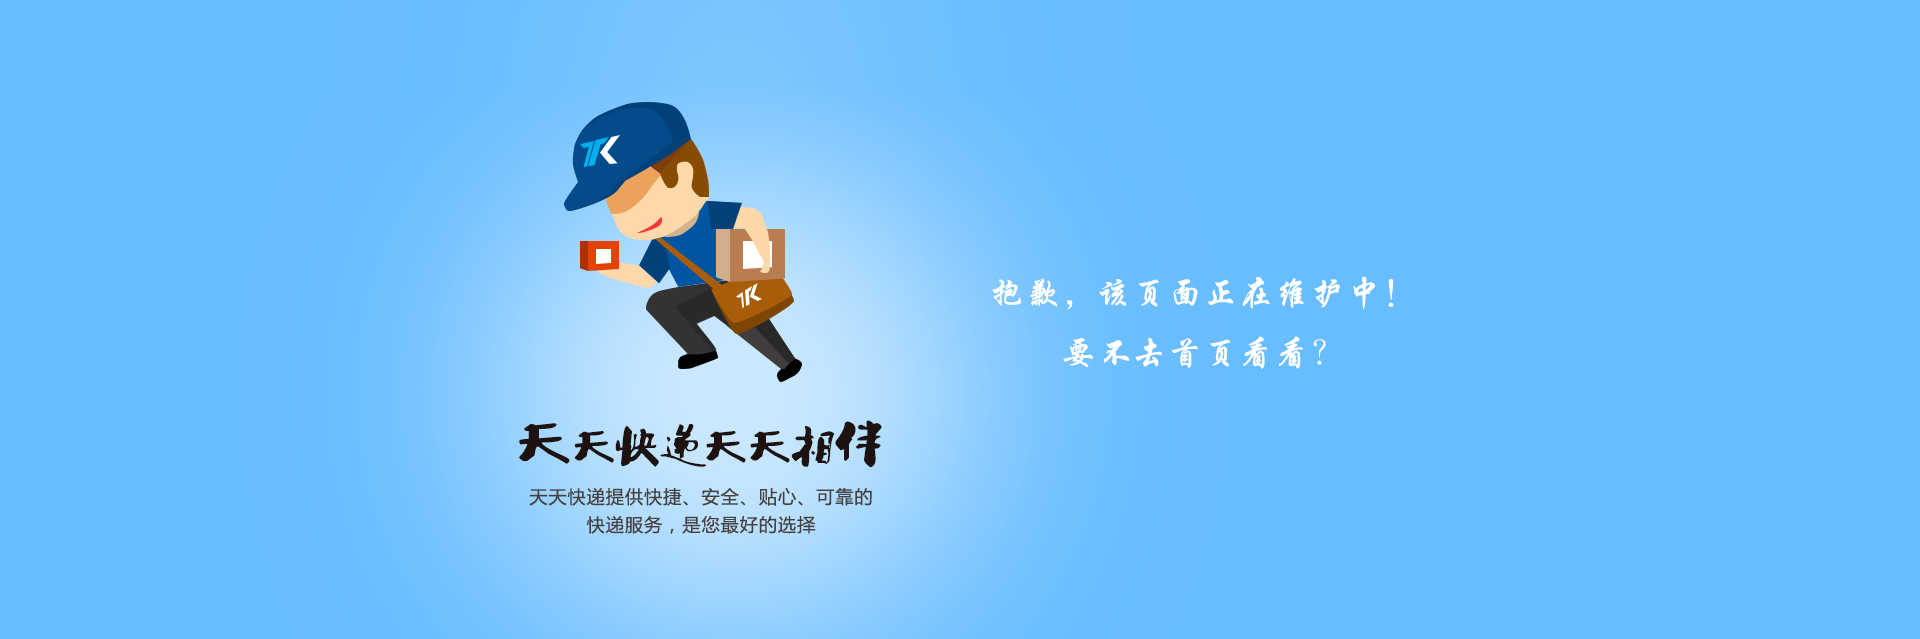 TK
TK
抱歉，该页面正在维护中！
要不去首页看看？
天天快递天天相伴
天天快递提供快捷、安全、贴心、可靠的
快递服务，是您最好的选择